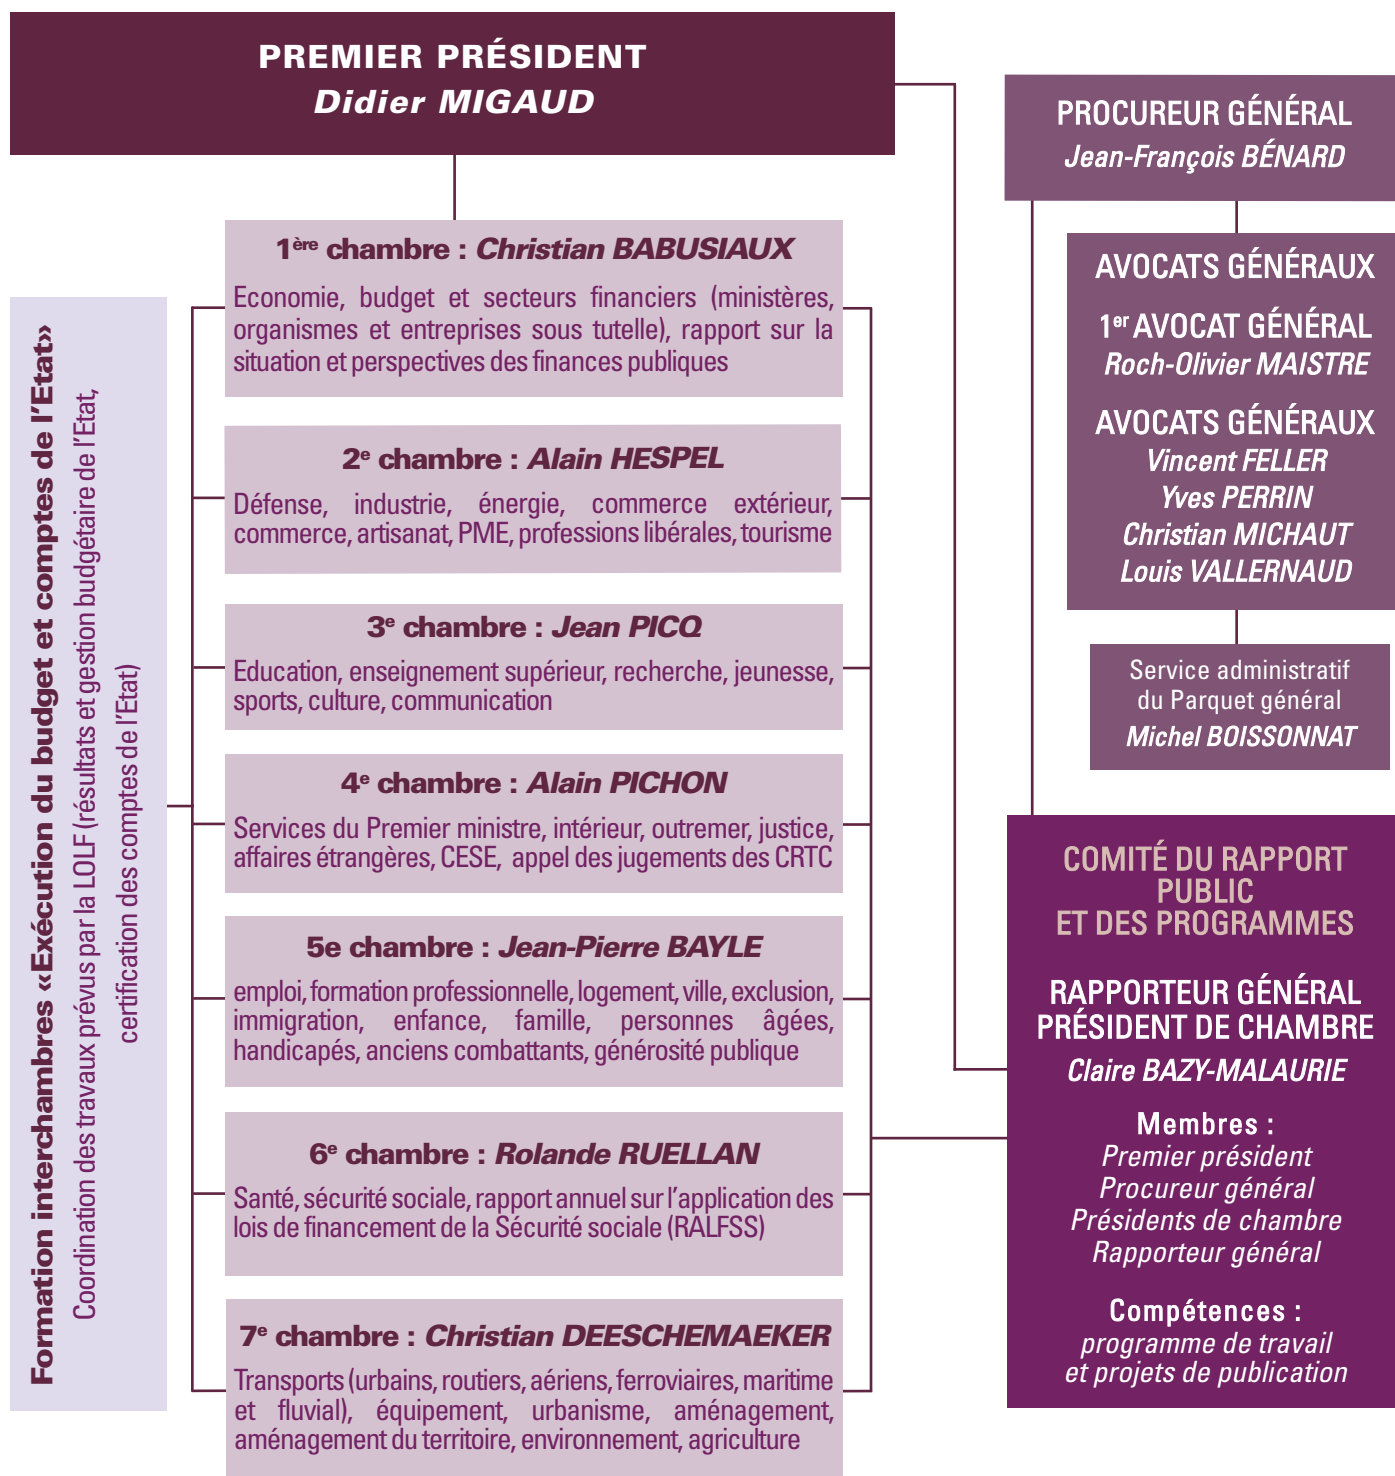 PREMIER PRÉSIDENT
Didier MIGAUD
1ère chambre : Christian BABUSIAUX
Economie, budget et secteurs financiers (ministères,
organismes et entreprises sous tutelle), rapport sur la
situation et perspectives des finances publiques
2e chambre : Alain HESPEL
Défense, industrie, énergie, commerce extérieur,
commerce, artisanat, PME, professions libérales, tourisme
3e chambre : Jean PICQ
Education, enseignement supérieur, recherche, jeunesse,
sports, culture, communication
4e chambre : Alain PICHON
Services du Premier ministre, intérieur, outremer, justice,
affaires étrangères, CESE, appel des jugements des CRTC
5e chambre : Jean-Pierre BAYLE
emploi, formation professionnelle, logement, ville, exclusion,
immigration, enfance, famille, personnes âgées,
handicapés, anciens combattants, générosité publique
6e chambre : Rolande RUELLAN
Santé, sécurité sociale, rapport annuel sur l'application des
lois de financement de la Sécurité sociale (RALFSS)
7e chambre : Christian DEESCHEMAEKER
Transports (urbains, routiers, aériens, ferroviaires, maritime
et fluvial), équipement, urbanisme, aménagement,
aménagement du territoire, environnement, agriculture
Formation interchambres «Exécution du budget et comptes de l'Etat»
Coordination des travaux prévus par la LOLF (résultats et gestion budgétaire de l'Etat,
certification des comptes de l'Etat)
PROCUREUR GÉNÉRAL
Jean-François BÉNARD
AVOCATS GÉNÉRAUX
1er AVOCAT GÉNÉRAL
Roch-Olivier MAISTRE
AVOCATS GÉNÉRAUX
Vincent FELLER
Yves PERRIN
Christian MICHAUT
Louis VALLERNAUD
Service administratif
du Parquet général
Michel BOISSONNAT
COMITÉ DU RAPPORT
PUBLIC
ET DES PROGRAMMES
RAPPORTEUR GÉNÉRAL
PRÉSIDENT DE CHAMBRE
Claire BAZY-MALAURIE
Membres :
Premier président
Procureur général
Présidents de chambre
Rapporteur général
Compétences :
programme de travail
et projets de publication